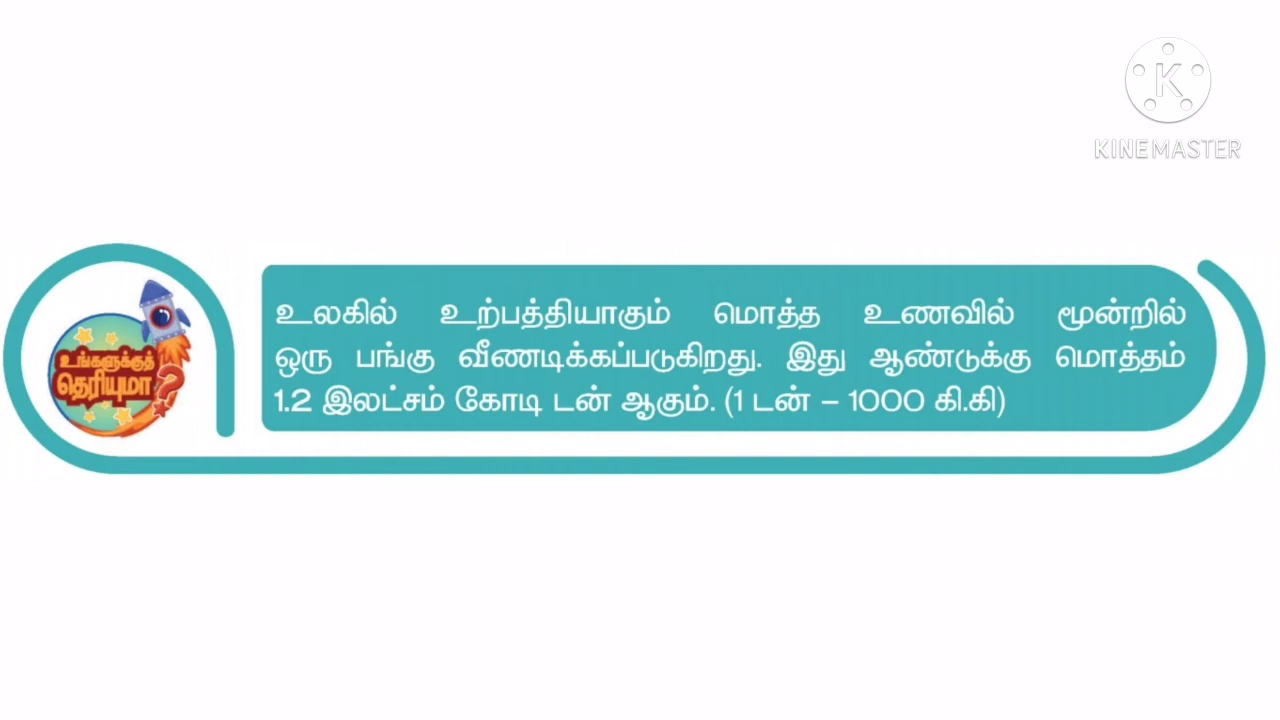 KINEMASTER
உங்களுக்குத்
தெரியுமா?
உலகில் உற்பத்தியாகும் மொத்த உணவில் மூன்றில்
ஒரு பங்கு வீணடிக்கப்படுகிறது. இது ஆண்டுக்கு மொத்தம்
1.2 இலட்சம் கோடி டன் ஆகும். (1 டன் – 1000 கி.கி)